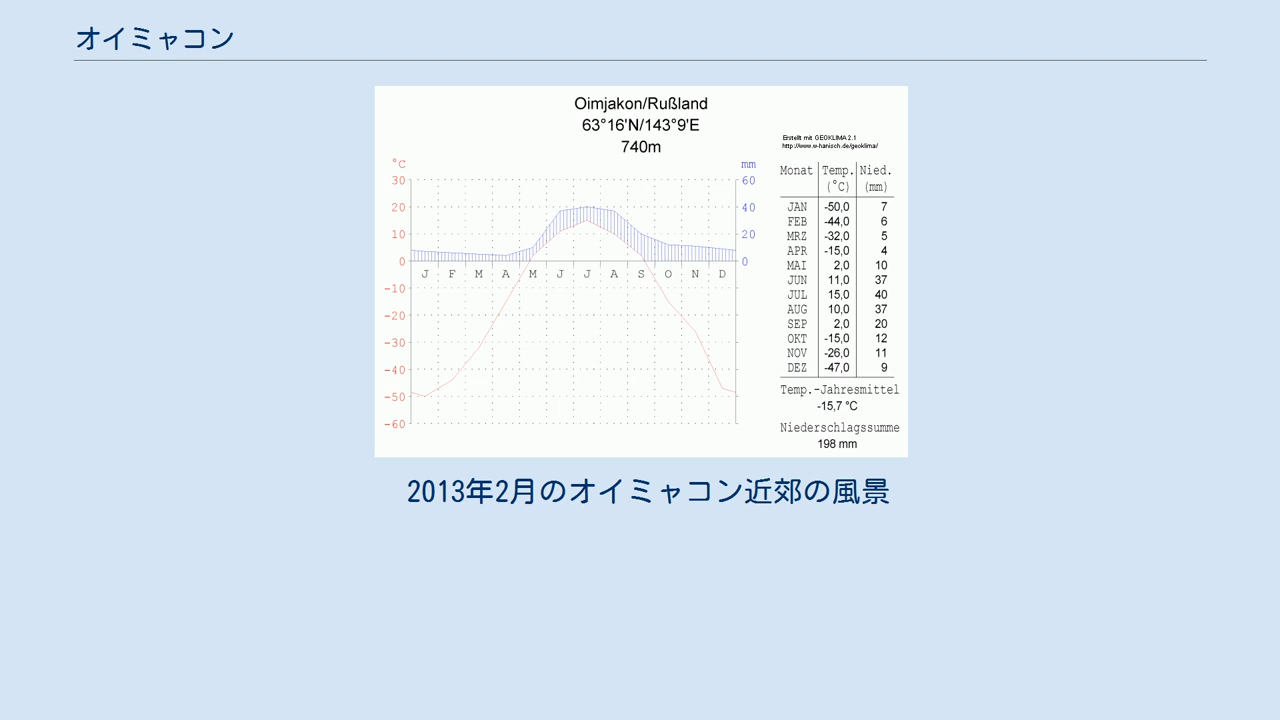 オイミャコン
Oimjakon/Rußland
63°16'N/143°9'E
740m
Erstellt mit GEOKLIMA 2.1
http://www.w-hanisch.de/geoklima/
°C mm
30 60
20 40
10 20
0 0
J F M A M J J A S O N D
-10
-20
-30
-40
-50
-60
Monat Temp. Nied.
(°C) (mm)
JAN -50,0 7
FEB -44,0 6
MRZ -32,0 5
APR -15,0 4
MAI 2,0 10
JUN 11,0 37
JUL 15,0 40
AUG 10,0 37
SEP 2,0 20
OKT -15,0 12
NOV -26,0 11
DEZ -47,0 9
Temp.-Jahresmittel
-15,7 °C
Niederschlagssumme
198 mm
2013年2月のオイミャコン近郊の風景